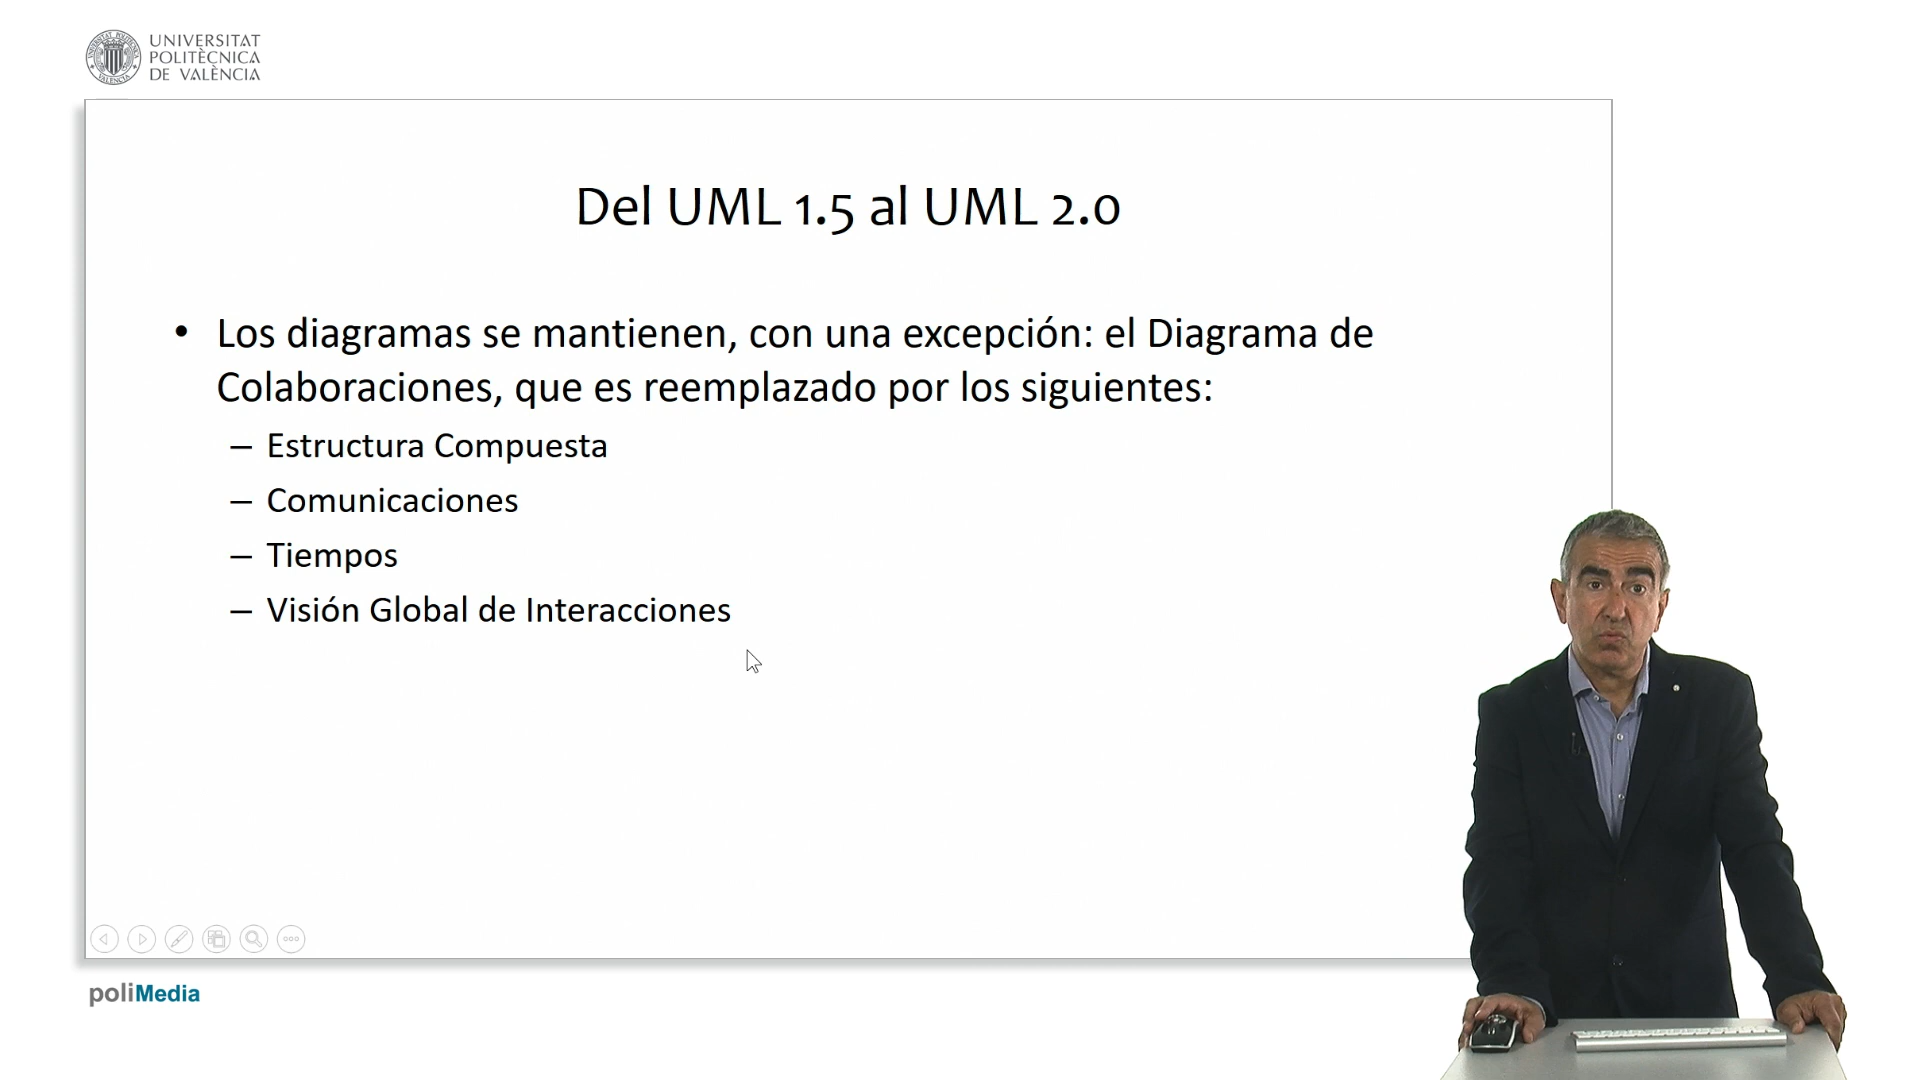 UNIVERSITAT
POLITÈCNICA
DE VALÈNCIA
Del UML 1.5 al UML 2.0
• Los diagramas se mantienen, con una excepción: el Diagrama de
Colaboraciones, que es reemplazado por los siguientes:
– Estructura Compuesta
– Comunicaciones
– Tiempos
– Visión Global de Interacciones
poliMedia